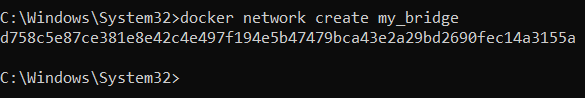 C:\Windows\System32>docker network create my_bridge
d758c5e87ce381e8e42c4e497f194e5b47479bca43e2a29bd2690fec14a3155a
C:\Windows\System32>